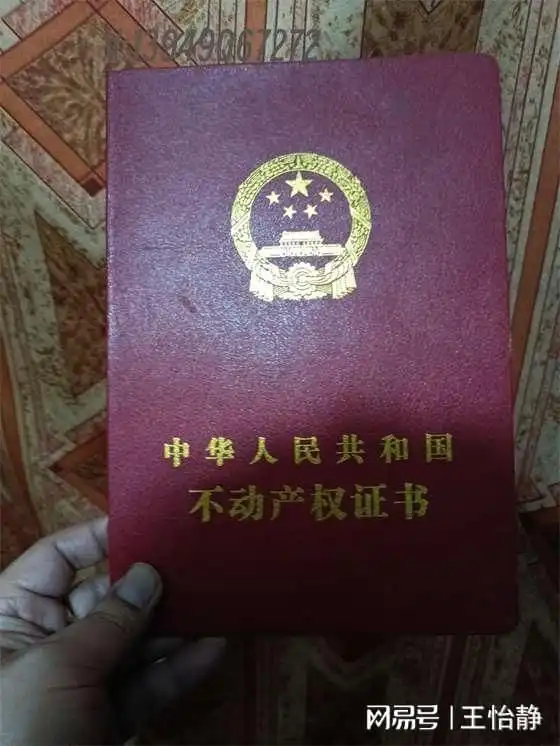 13949067272
中华人民共和国
不动产权证书
网易号 | 王怡静